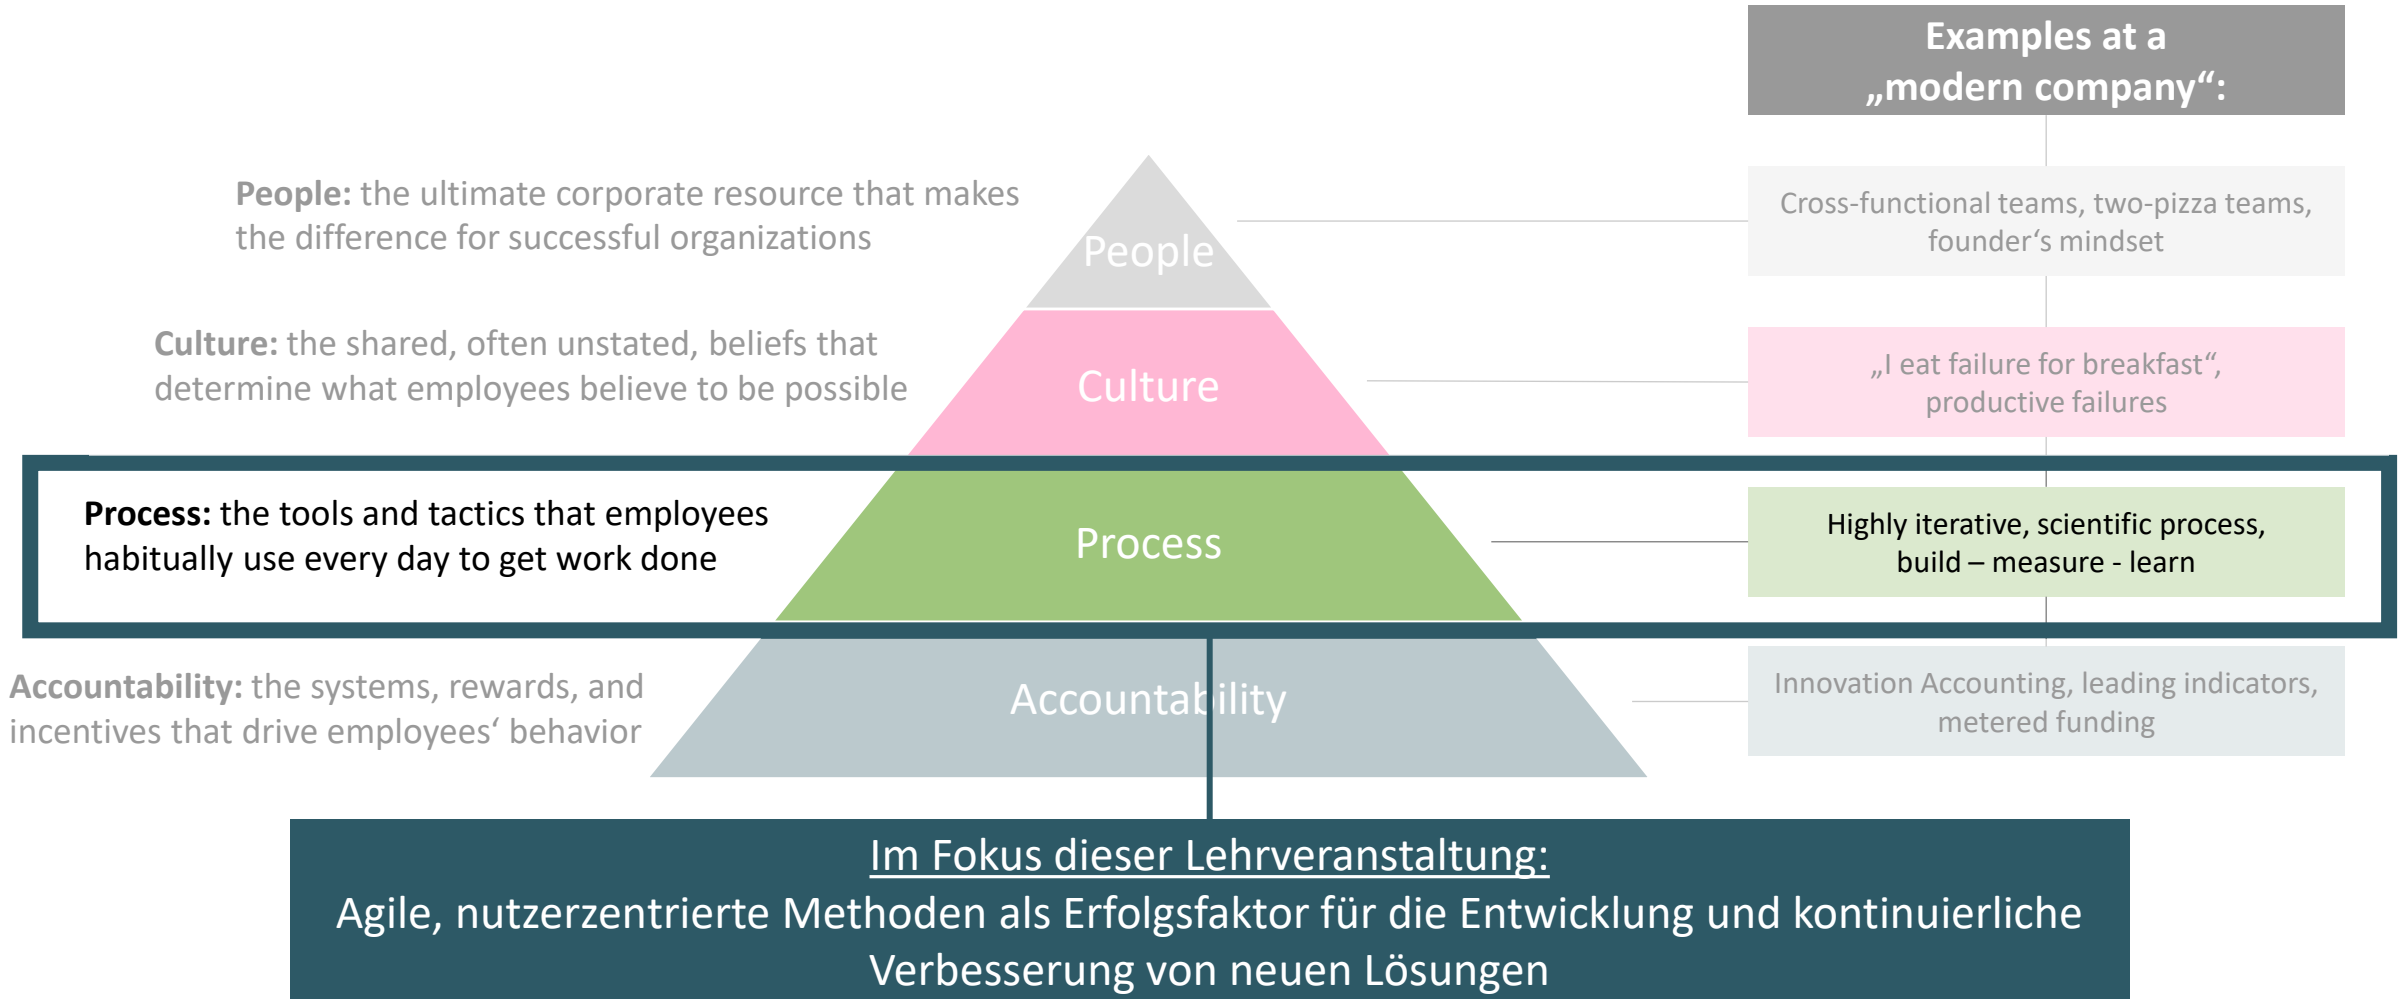 Examples at a
„modern company“:
People: the ultimate corporate resource that makes
the difference for successful organizations
People
Cross-functional teams, two-pizza teams,
founder‘s mindset
Culture: the shared, often unstated, beliefs that
determine what employees believe to be possible
Culture
„I eat failure for breakfast“,
productive failures
Process: the tools and tactics that employees
habitually use every day to get work done
Process
Highly iterative, scientific process,
build – measure - learn
Accountability: the systems, rewards, and
incentives that drive employees‘ behavior
Accountability
Innovation Accounting, leading indicators,
metered funding
Im Fokus dieser Lehrveranstaltung:
Agile, nutzerzentrierte Methoden als Erfolgsfaktor für die Entwicklung und kontinuierliche
Verbesserung von neuen Lösungen